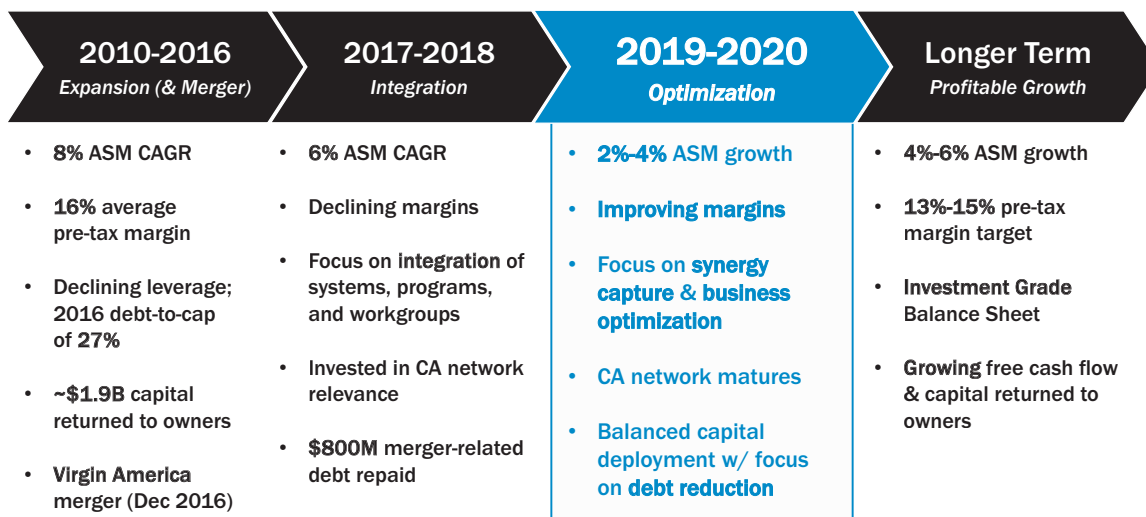 2010-2016
Expansion (& Merger)
• 8% ASM CAGR
• 16% average
pre-tax margin
• Declining leverage;
2016 debt-to-cap
of 27%
• ~$1.9B capital
returned to owners
• Virgin America
merger (Dec 2016)
2017-2018
Integration
• 6% ASM CAGR
• Declining margins
• Focus on integration of
systems, programs,
and workgroups
• Invested in CA network
relevance
• $800M merger-related
debt repaid
2019-2020
Optimization
• 2%-4% ASM growth
• Improving margins
• Focus on synergy
capture & business
optimization
• CA network matures
• Balanced capital
deployment w/ focus
on debt reduction
Longer Term
Profitable Growth
• 4%-6% ASM growth
• 13%-15% pre-tax
margin target
• Investment Grade
Balance Sheet
• Growing free cash flow
& capital returned to
owners